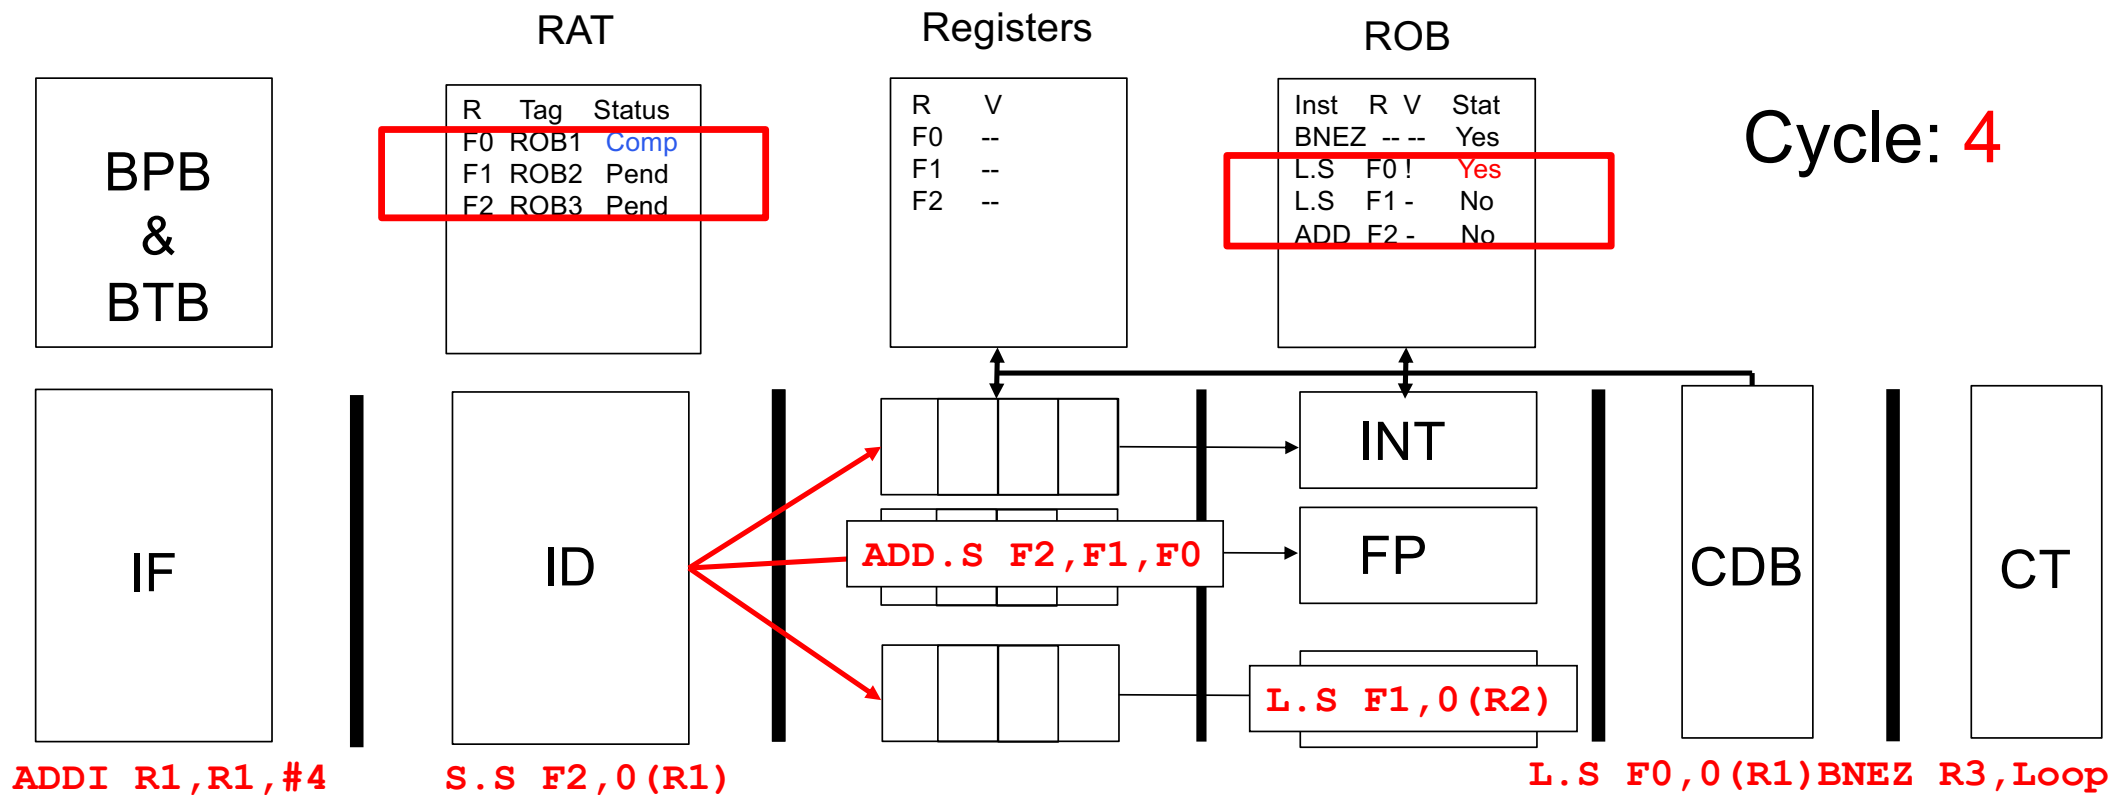 RAT
Registers
ROB
Cycle: 4
BPB
&
BTB
R Tag Status
F0 ROB1 Comp
F1 ROB2 Pend
F2 ROB3 Pend
R V
F0 --
F1 --
F2 --
Inst R V Stat
BNEZ -- -- Yes
L.S F0 ! Yes
L.S F1 - No
ADD F2 - No
IF
ID
INT
ADD.S F2,F1,F0
FP
L.S F1,0(R2)
CDB
CT
ADDI R1,R1,#4
S.S F2,0(R1)
L.S F0,0(R1)
BNEZ R3,Loop